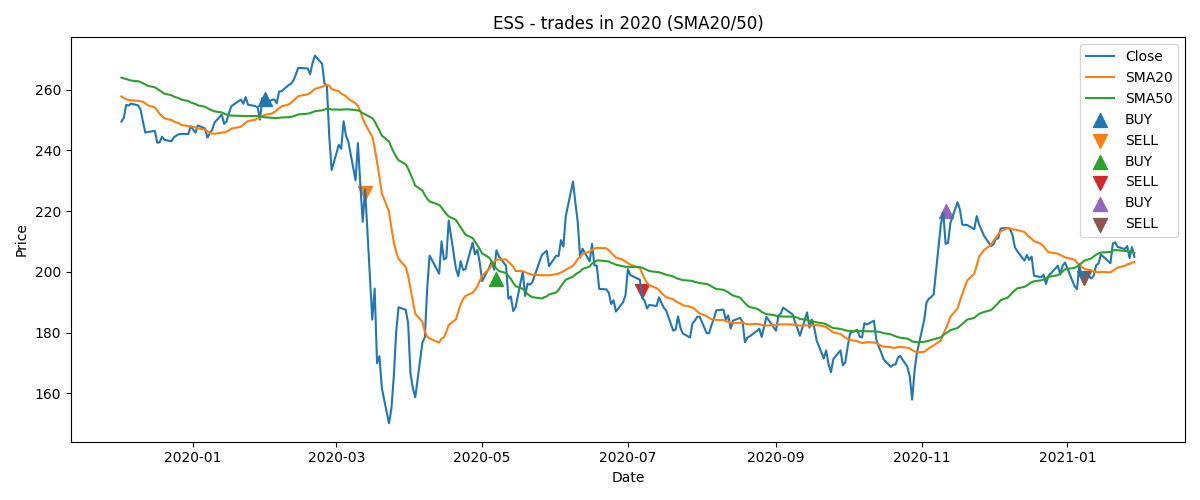 ESS - trades in 2020 (SMA20/50)
Price
260
240
220
200
180
160
Close
SMA20
SMA50
BUY
SELL
BUY
SELL
BUY
SELL
2020-01
2020-03
2020-05
2020-07
2020-09
2020-11
2021-01
Date